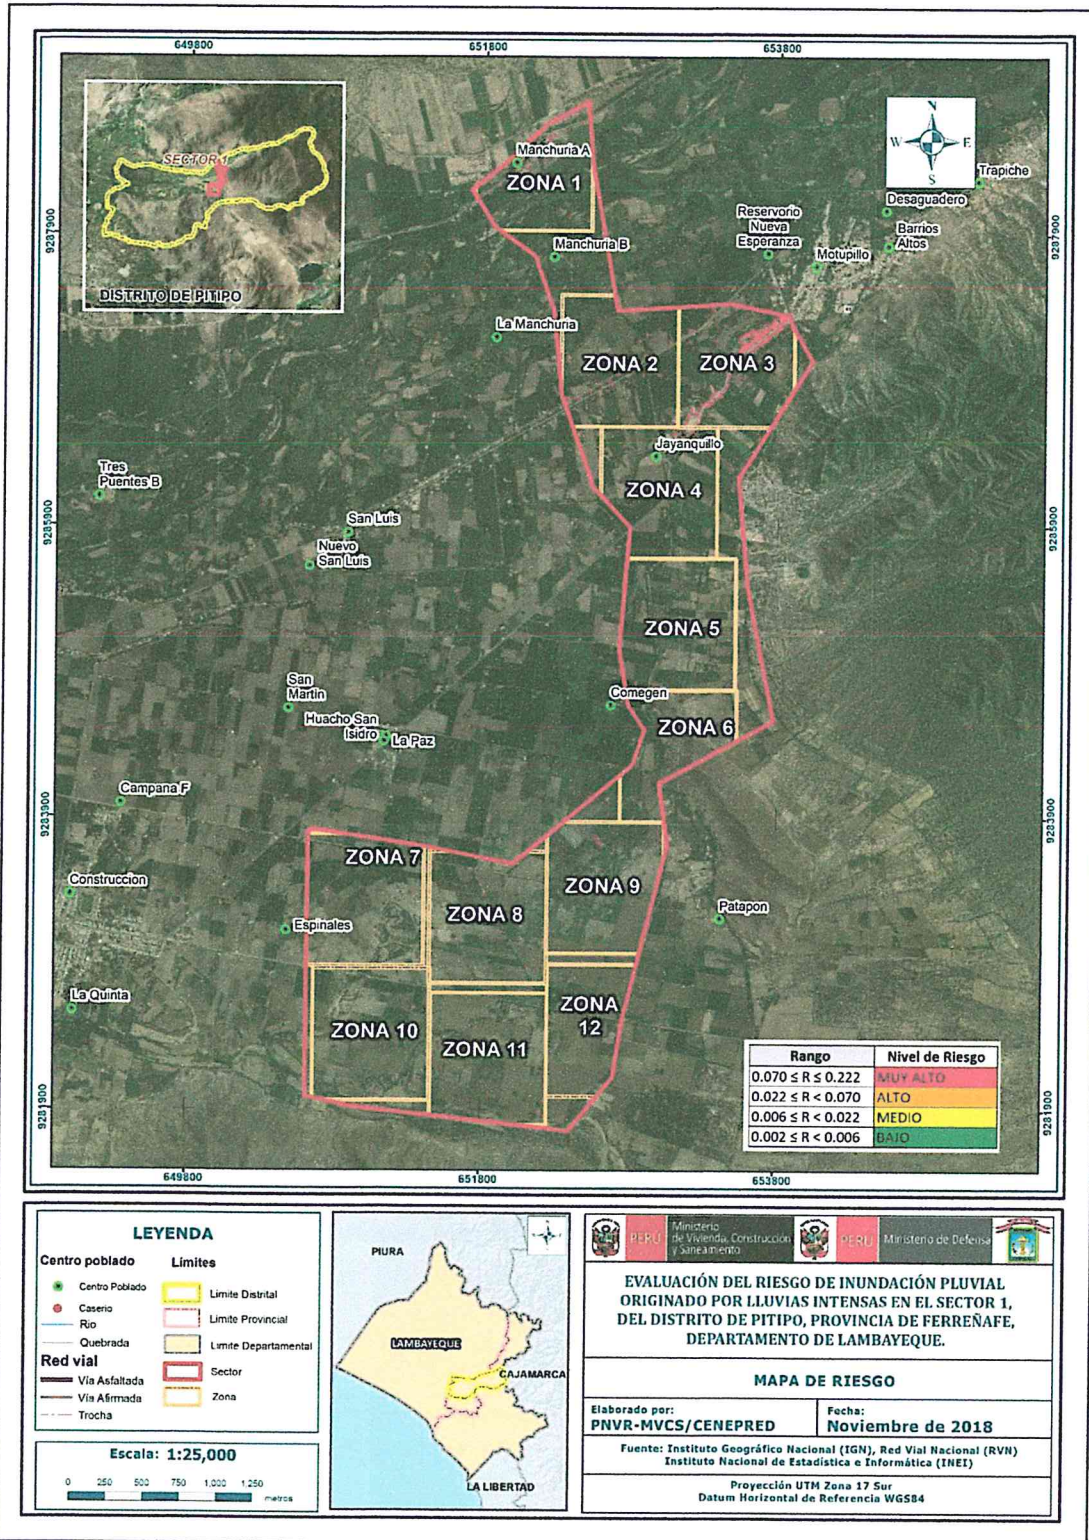 649800
651800
653800
9287900
9285900
9283900
9281900
9287900
9285900
9283900
9281900
SECTOR 1
DISTRITO DE PITIPO
N
W
E
S
Manchuria A
ZONA 1
Manchuria B
La Manchuria
Reservorio
Nueva
Esperanza
Motupillo
Desaguadero
Barrios
Altos
Trapiche
ZONA 2
ZONA 3
Jayanquillo
ZONA 4
Tres
Puentes B
San Luis
Nuevo
San Luis
ZONA 5
San
Martin
Huacho San
Isidro
La Paz
Comegen
ZONA 6
Campana F
Construccion
Espinales
La Quinta
ZONA 7
ZONA 8
ZONA 9
Patapon
ZONA 10
ZONA 11
ZONA
12
Rango Nivel de Riesgo
0.070 ≤ R ≤ 0.222 MUY ALTO
0.022 ≤ R < 0.070 ALTO
0.006 ≤ R < 0.022 MEDIO
0.002 ≤ R < 0.006 BAJO
649800
651800
653800
LEYENDA
Centro poblado
Centro Poblado
Caserio
Rio
Quebrada
Red vial
Vía Asfaltada
Vía Afirmada
Trocha
Límites
Limite Distrital
Limite Provincial
Limite Departamental
Sector
Zona
Escala: 1:25,000
0 250 500 750 1,000 1,250
metros
PIURA
LAMBAYEQUE
CAJAMARCA
LA LIBERTAD
PERÚ
Ministerio
de Vivienda, Construcción
y Saneamiento
PERÚ
Ministerio de Defensa
EVALUACIÓN DEL RIESGO DE INUNDACIÓN PLUVIAL
ORIGINADO POR LLUVIAS INTENSAS EN EL SECTOR 1,
DEL DISTRITO DE PITIPO, PROVINCIA DE FERREÑAFE,
DEPARTAMENTO DE LAMBAYEQUE.
MAPA DE RIESGO
Elaborado por:
PNVR-MVCS/CENEPRED
Fecha:
Noviembre de 2018
Fuente: Instituto Geográfico Nacional (IGN), Red Vial Nacional (RVN)
Instituto Nacional de Estadística e Informática (INEI)
Proyección UTM Zona 17 Sur
Datum Horizontal de Referencia WGS84